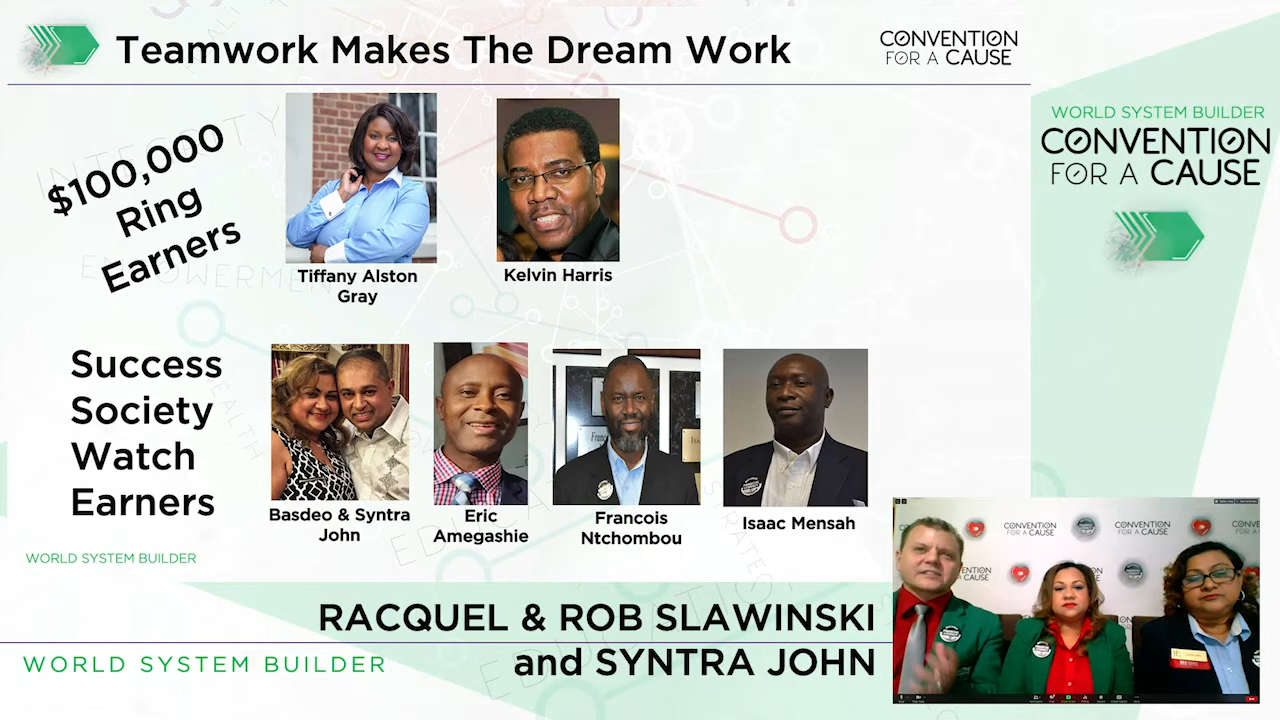 Teamwork Makes The Dream Work
CONVENTION
FOR A CAUSE
WORLD SYSTEM BUILDER
CONVENTION
FOR A CAUSE
$100,000
Ring
Earners
Tiffany Alston
Gray
Kelvin Harris
INTEGRITY
Success
Society
Watch
Earners
Basdeo & Syntra
John
Eric
Amegashie
Francois
Ntchombou
Isaac Mensah
WORLD SYSTEM BUILDER
CONVENTION
FOR A CAUSE
CONVENTION
FOR A CAUSE
RACQUEL & ROB SLAWINSKI
and SYNTRA JOHN
WORLD SYSTEM BUILDER